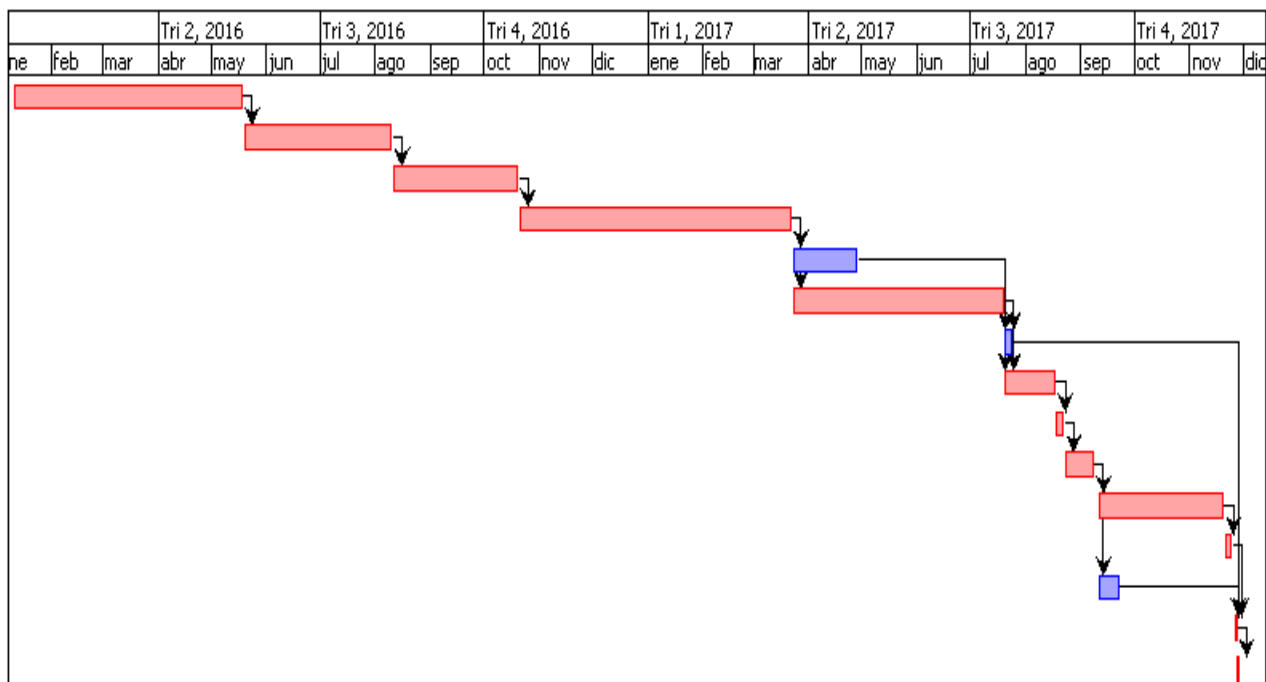 Tri 2, 2016 Tri 3, 2016 Tri 4, 2016 Tri 1, 2017 Tri 2, 2017 Tri 3, 2017 Tri 4, 2017
ne feb mar abr may jun jul ago sep oct nov dic ene feb mar abr may jun jul ago sep oct nov dic